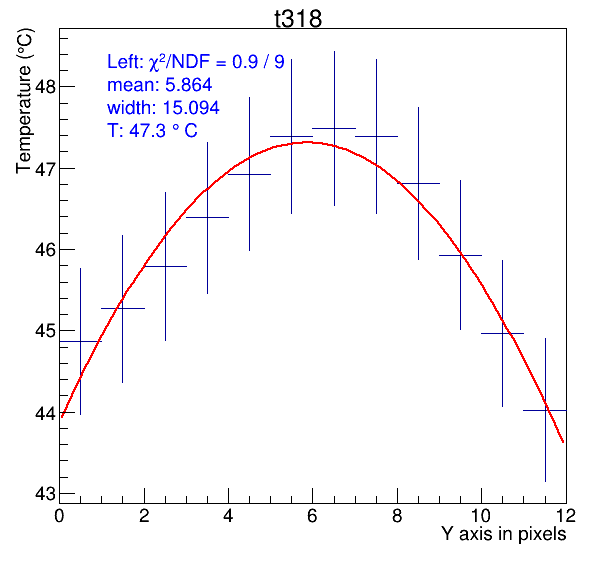 t318
Temperature (°C)
Left: χ²/NDF = 0.9 / 9
mean: 5.864
width: 15.094
T: 47.3 ° C
48
47
46
45
44
43
0 2 4 6 8 10 12
Y axis in pixels